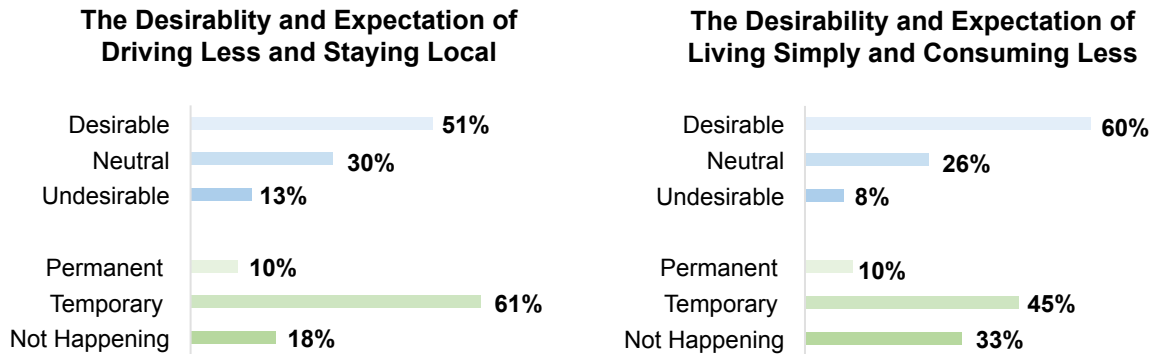 The Desirablity and Expectation of
Driving Less and Staying Local
Desirable 51%
Neutral 30%
Undesirable 13%
Permanent 10%
Temporary 61%
Not Happening 18%
The Desirability and Expectation of
Living Simply and Consuming Less
Desirable 60%
Neutral 26%
Undesirable 8%
Permanent 10%
Temporary 45%
Not Happening 33%